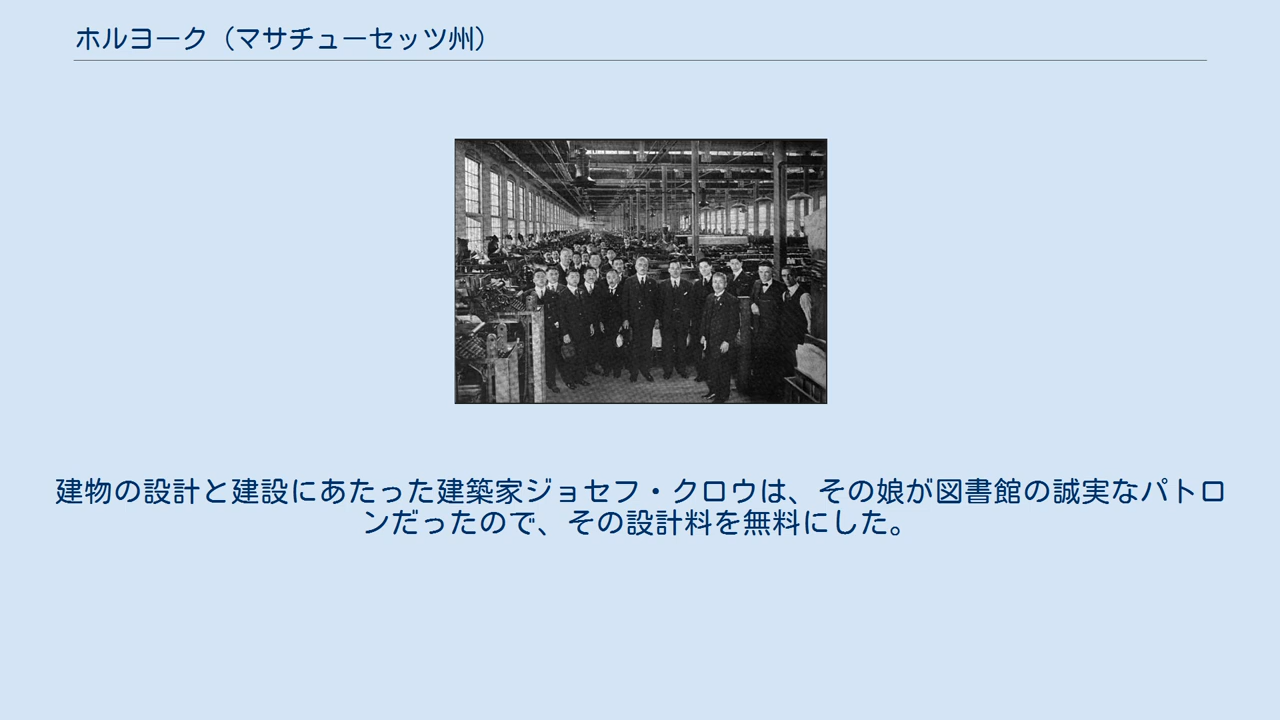 ホルヨーク（マサチューセッツ州）
建物の設計と建設にあたった建築家ジョセフ・クロウは、その娘が図書館の誠実なパトロ
ンだったので、その設計料を無料にした。